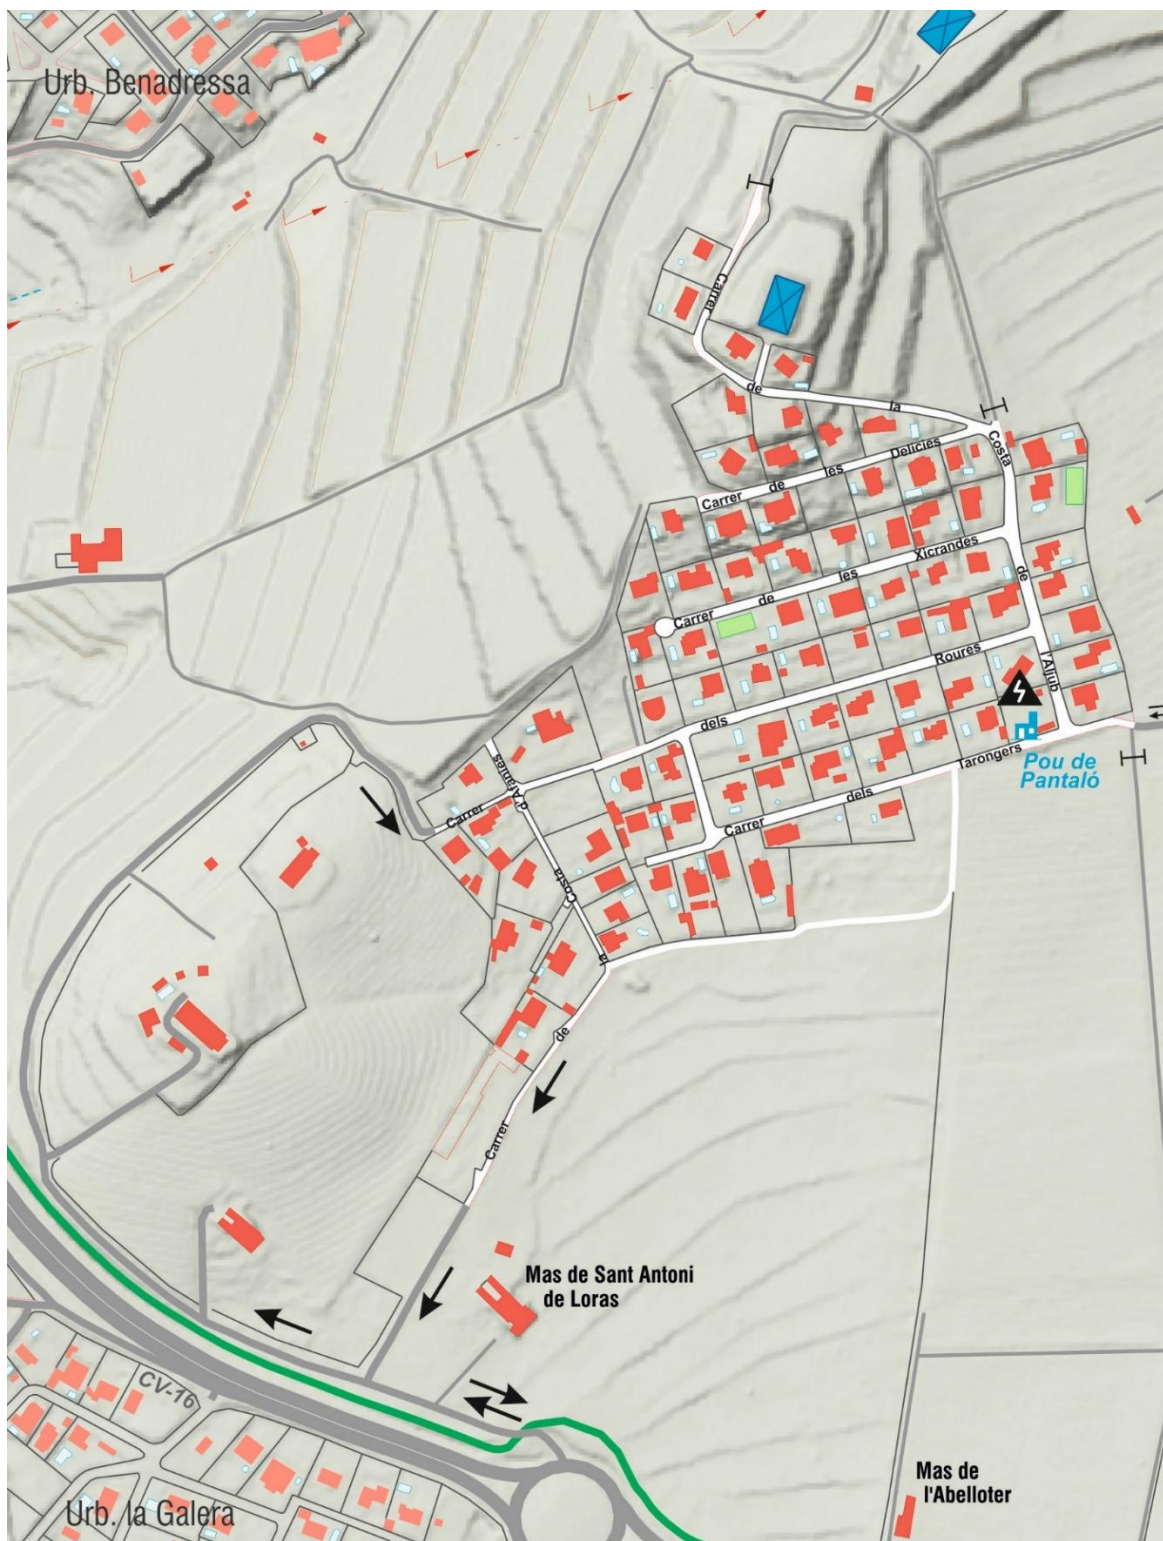 Urb. Benadressa
Carrer
de
la
Costa
de
l'Aljub
Carrer de les Delícies
Carrer de les Xicrandes
Carrer d'Atanies dels Roures
Carrer dels Tarongers
Pou de
Pantaló
Carrer de la Costa
Mas de Sant Antoni
de Loras
CV-16
Mas de
l'Abelloter
Urb. la Galera